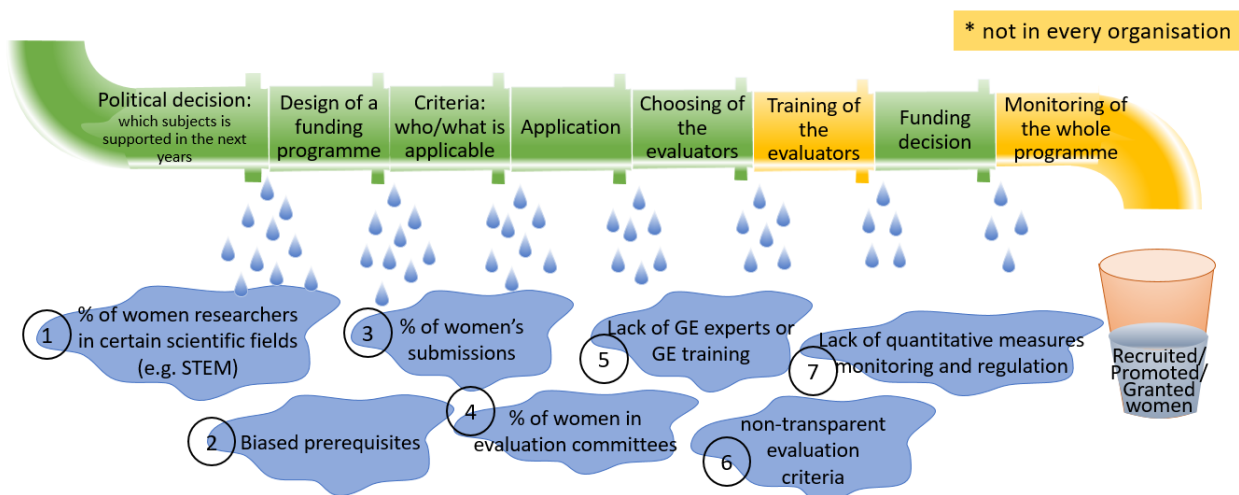 * not in every organisation
Political decision:
which subjects is
supported in the next
years
Design of a
funding
programme
Criteria:
who/what is
applicable
Application
Choosing of
the
evaluators
Training of
the
evaluators
Funding
decision
Monitoring of
the whole
programme
1
% of women researchers
in certain scientific fields
(e.g. STEM)
2
Biased prerequisites
3
% of women's
submissions
4
% of women in
evaluation committees
5
Lack of GE experts or
GE training
6
non-transparent
evaluation
criteria
7
Lack of quantitative measures
monitoring and regulation
Recruited/
Promoted/
Granted
women